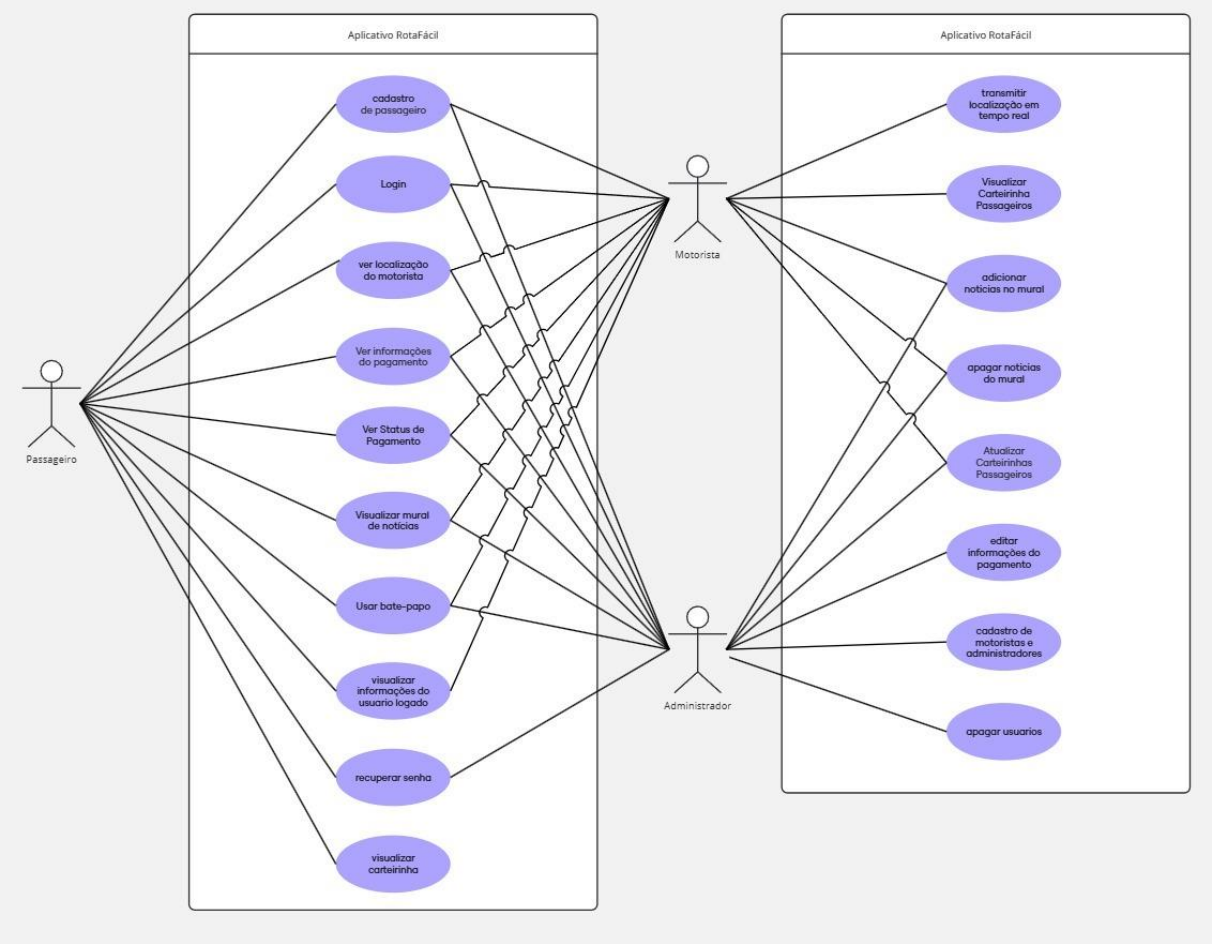 Aplicativo RotaFácil
cadastro
de passageiro
Login
ver localização
do motorista
Ver informações
do pagamento
Ver Status de
Pagamento
Visualizar mural
de notícias
Usar bate-papo
visualizar
informações do
usuario logado
recuperar senha
visualizar
carteirinha
Passageiro
Motorista
Administrador
Aplicativo RotaFácil
transmitir
localização em
tempo real
Visualizar
Carteirinha
Passageiros
adicionar
notícias no mural
apagar notícias
do mural
Atualizar
Carteirinhas
Passageiros
editar
informações do
pagamento
cadastro de
motoristas e
administradores
apagar usuarios